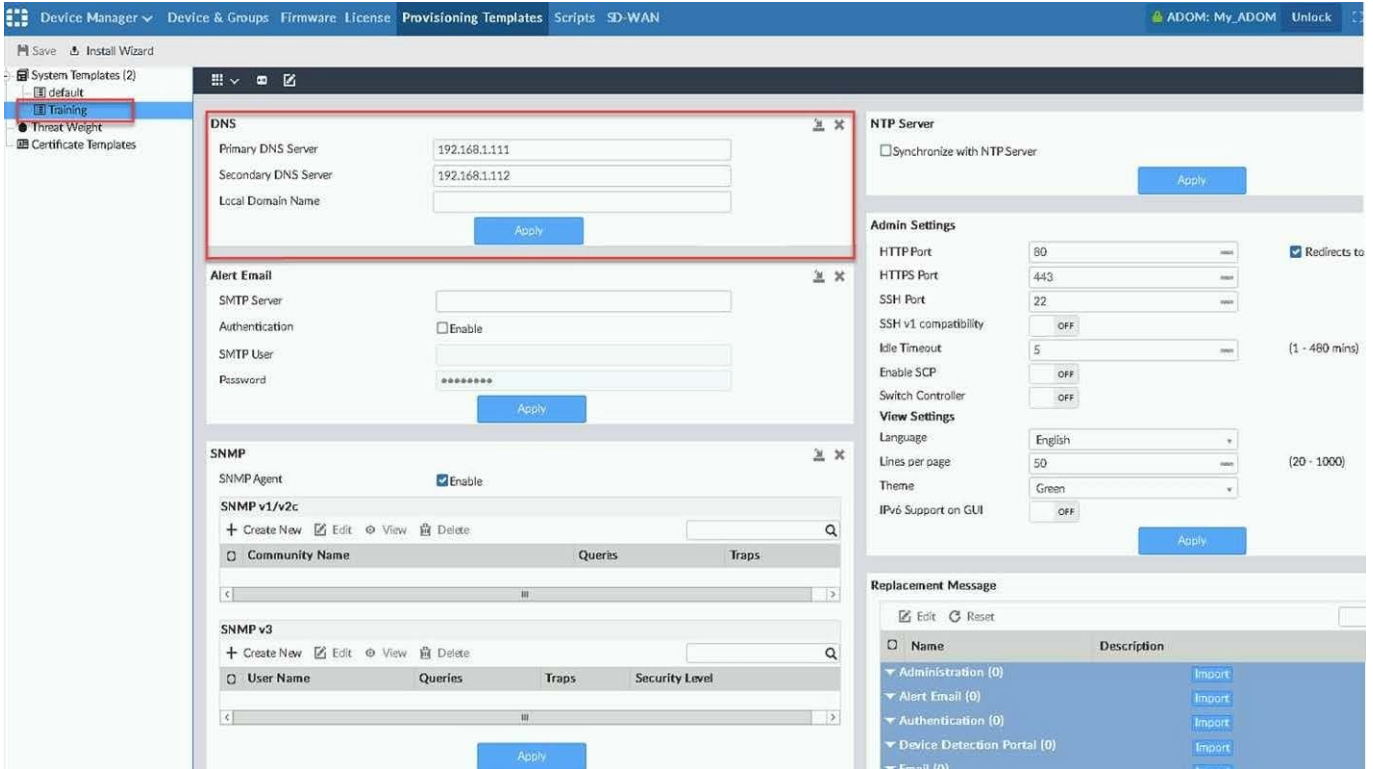 Device Manager Device & Groups Firmware License Provisioning Templates Scripts SD-WAN ADOM: My_ADOM Unlock
Save Install Wizard
System Templates (2)
default
Training
Threat Weight
Certificate Templates
DNS
Primary DNS Server 192.168.1.111
Secondary DNS Server 192.168.1.112
Local Domain Name
Apply
Alert Email
SMTP Server
Authentication Enable
SMTP User
Password ••••••••
Apply
SNMP
SNMP Agent Enable
SNMP v1/v2c
Create New Edit View Delete
Community Name Queries Traps
SNMP v3
Create New Edit View Delete
User Name Queries Traps Security Level
Apply
NTP Server
Synchronize with NTP Server
Apply
Admin Settings
HTTP Port 80 Redirects to
HTTPS Port 443
SSH Port 22
SSH v1 compatibility OFF
Idle Timeout 5 (1 - 480 mins)
Enable SCP OFF
Switch Controller OFF
View Settings
Language English
Lines per page 50 (20 - 1000)
Theme Green
IPv6 Support on GUI OFF
Apply
Replacement Message
Edit Reset
Name Description
Administration (0) Import
Alert Email (0) Import
Authentication (0) Import
Device Detection Portal (0) Import
Email (0)